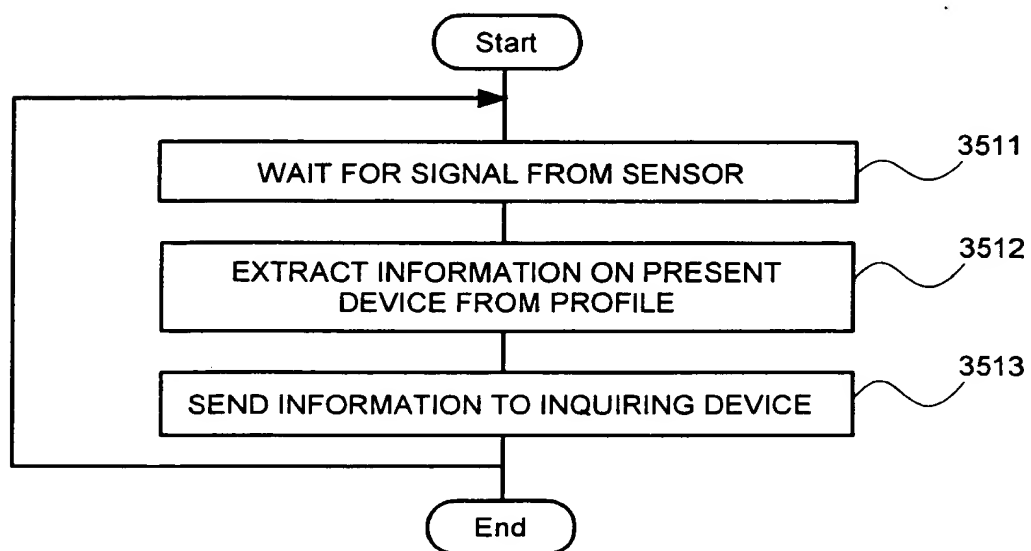 Start
WAIT FOR SIGNAL FROM SENSOR
3511
EXTRACT INFORMATION ON PRESENT
DEVICE FROM PROFILE
3512
SEND INFORMATION TO INQUIRING DEVICE
3513
End